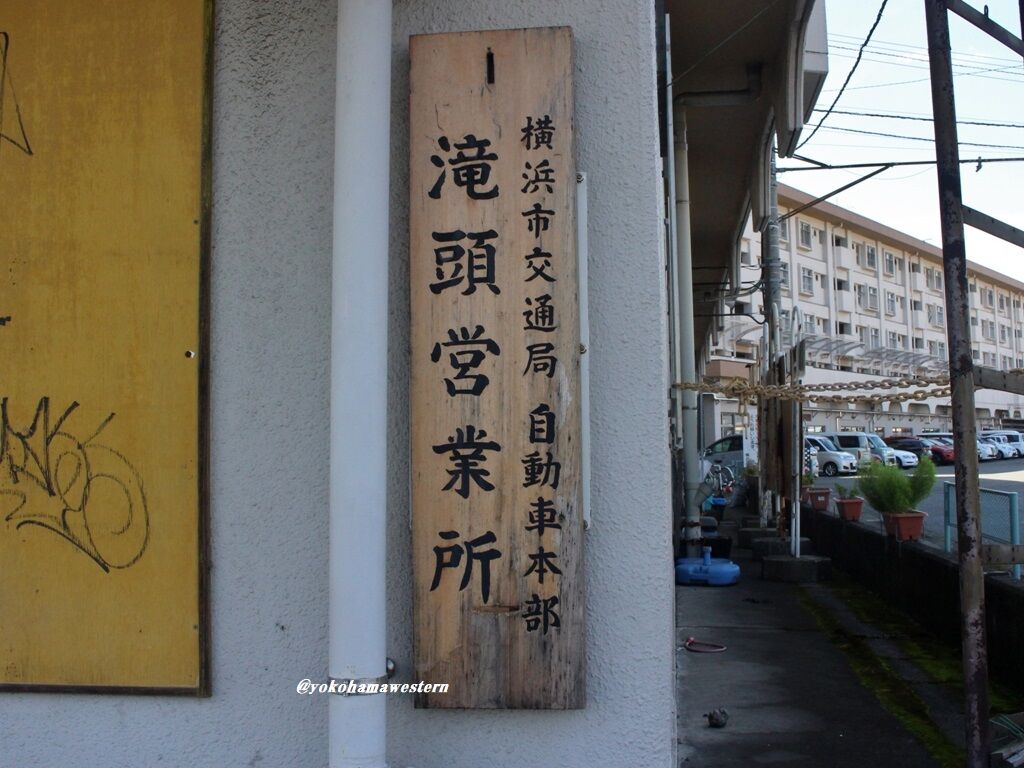 横浜市交通局 自動車本部
滝頭営業所
@yokohamawestern